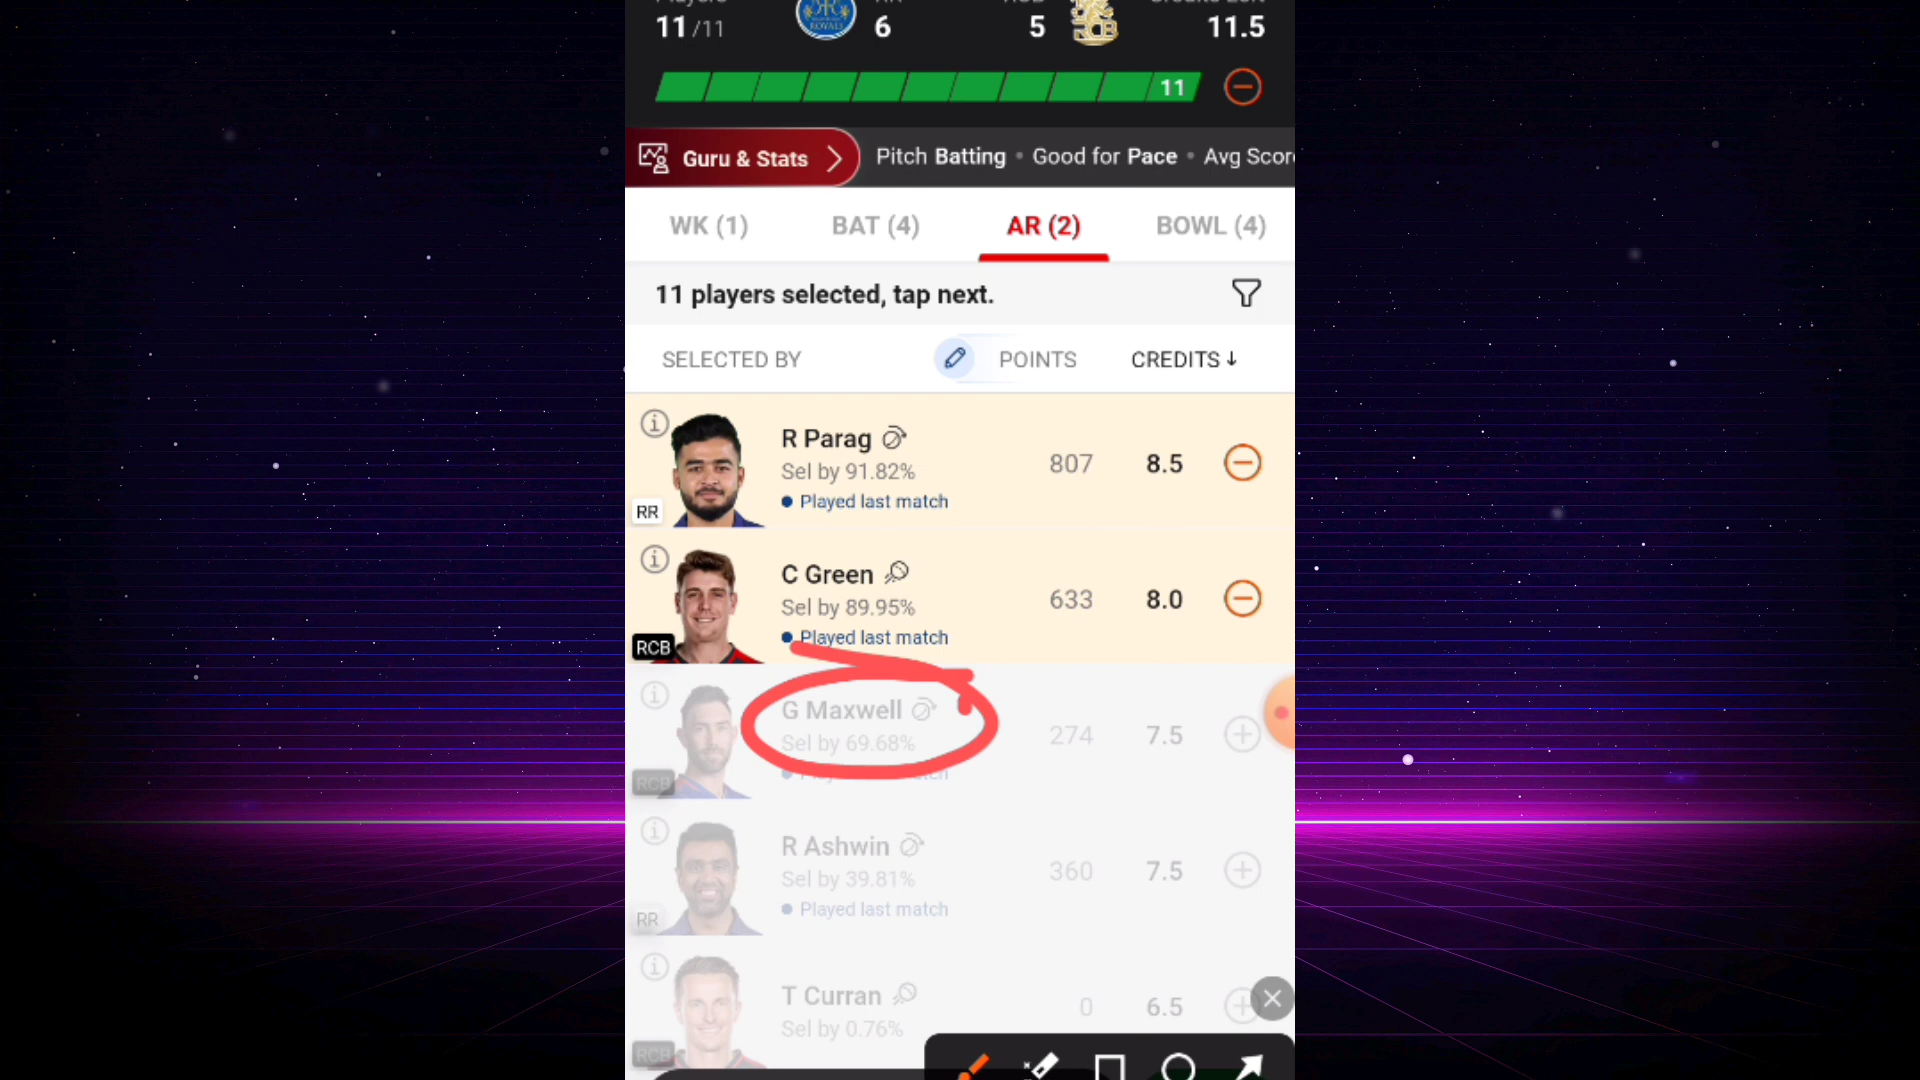 11/11
6
5
11.5
11
Guru & Stats
Pitch Batting • Good for Pace • Avg Scor
WK (1)
BAT (4)
AR (2)
BOWL (4)
11 players selected, tap next.
SELECTED BY
POINTS
CREDITS ↓
R Parag
Sel by 91.82%
Played last match
807
8.5
RR
C Green
Sel by 89.95%
Played last match
633
8.0
RCB
G Maxwell
Sel by 69.68%
274
7.5
RCB
R Ashwin
Sel by 39.81%
Played last match
360
7.5
RR
T Curran
Sel by 0.76%
0
6.5
RCB